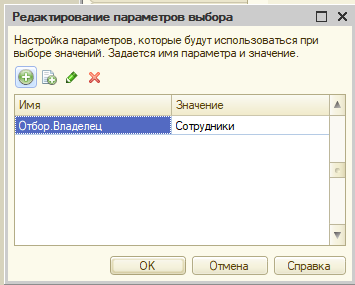 Редактирование параметров выбора
Настройка параметров, которые будут использоваться при
выборе значений. Задается имя параметра и значение.
Имя Значение
Отбор.Владелец Сотрудники
OK Отмена Справка